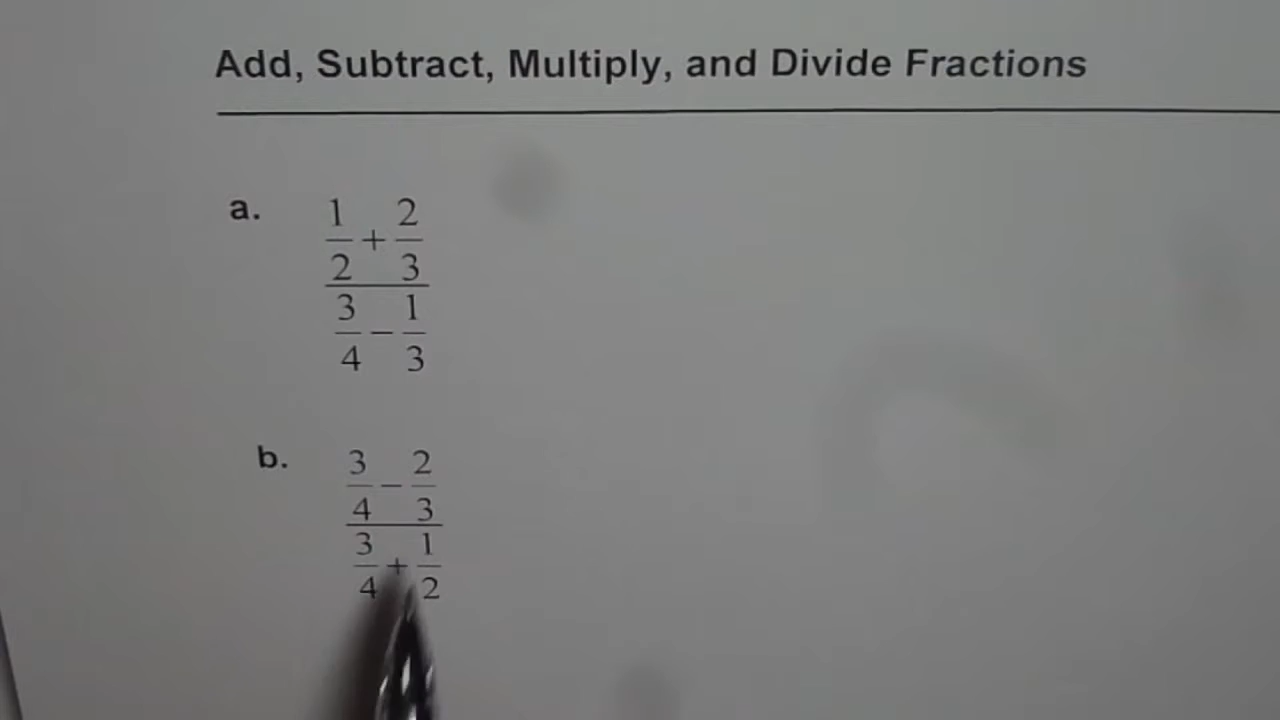 Add, Subtract, Multiply, and Divide Fractions
a.
1/2 + 2/3
3/4 − 1/3
b.
3/4 − 2/3
3/4 + 1/2